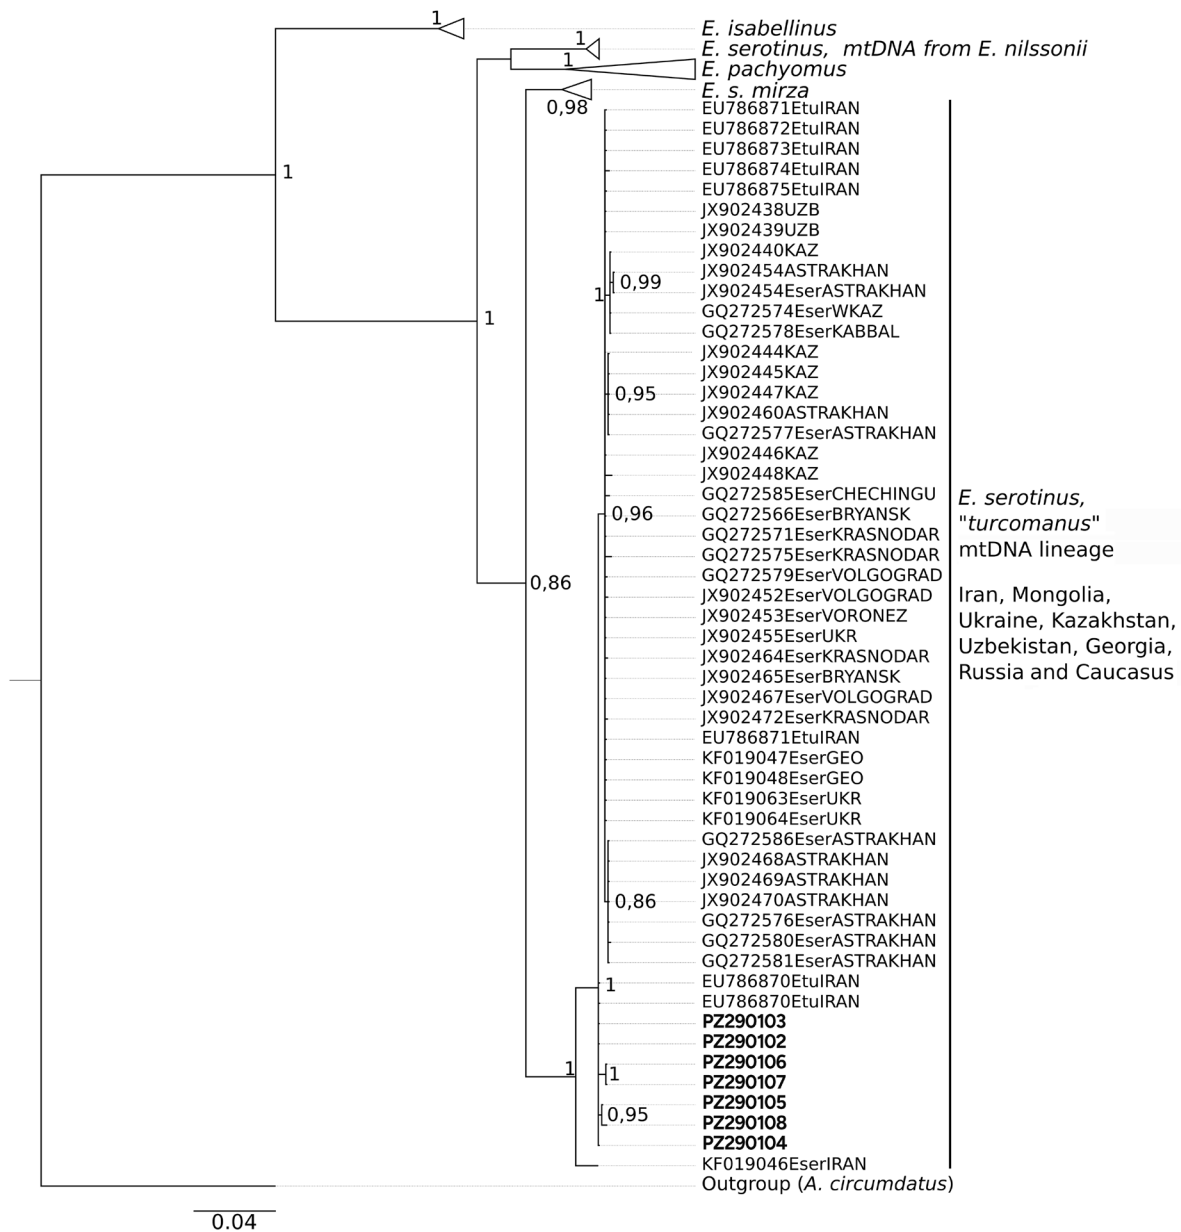 1
E. isabellinus
1
E. serotinus, mtDNA from E. nilssonii
1
E. pachyomus
E. s. mirza
0,98
EU786871EtuIRAN
EU786872EtuIRAN
EU786873EtuIRAN
EU786874EtuIRAN
1
EU786875EtuIRAN
JX902438UZB
JX902439UZB
JX902440KAZ
JX902454ASTRAKHAN
0,99
JX902454EserASTRAKHAN
1
GQ272574EserWKAZ
1
GQ272578EserKABBAL
JX902444KAZ
JX902445KAZ
JX902447KAZ
0,95
JX902460ASTRAKHAN
GQ272577EserASTRAKHAN
JX902446KAZ
JX902448KAZ
GQ272585EserCHECHINGU
GQ272566EserBRYANSK
0,96
GQ272571EserKRASNODAR
GQ272575EserKRASNODAR
GQ272579EserVOLGOGRAD
0,86
JX902452EserVOLGOGRAD
JX902453EserVORONEZ
JX902455EserUKR
JX902464EserKRASNODAR
JX902465EserBRYANSK
JX902467EserVOLGOGRAD
JX902472EserKRASNODAR
EU786871EtuIRAN
KF019047EserGEO
KF019048EserGEO
KF019063EserUKR
KF019064EserUKR
GQ272586EserASTRAKHAN
JX902468ASTRAKHAN
JX902469ASTRAKHAN
JX902470ASTRAKHAN
0,86
GQ272576EserASTRAKHAN
GQ272580EserASTRAKHAN
GQ272581EserASTRAKHAN
EU786870EtuIRAN
1
EU786870EtuIRAN
PZ290103
PZ290102
PZ290106
1
1
PZ290107
PZ290105
0,95
PZ290108
PZ290104
KF019046EserIRAN
Outgroup (A. circumdatus)
E. serotinus,
"turcomanus"
mtDNA lineage
Iran, Mongolia,
Ukraine, Kazakhstan,
Uzbekistan, Georgia,
Russia and Caucasus
0.04